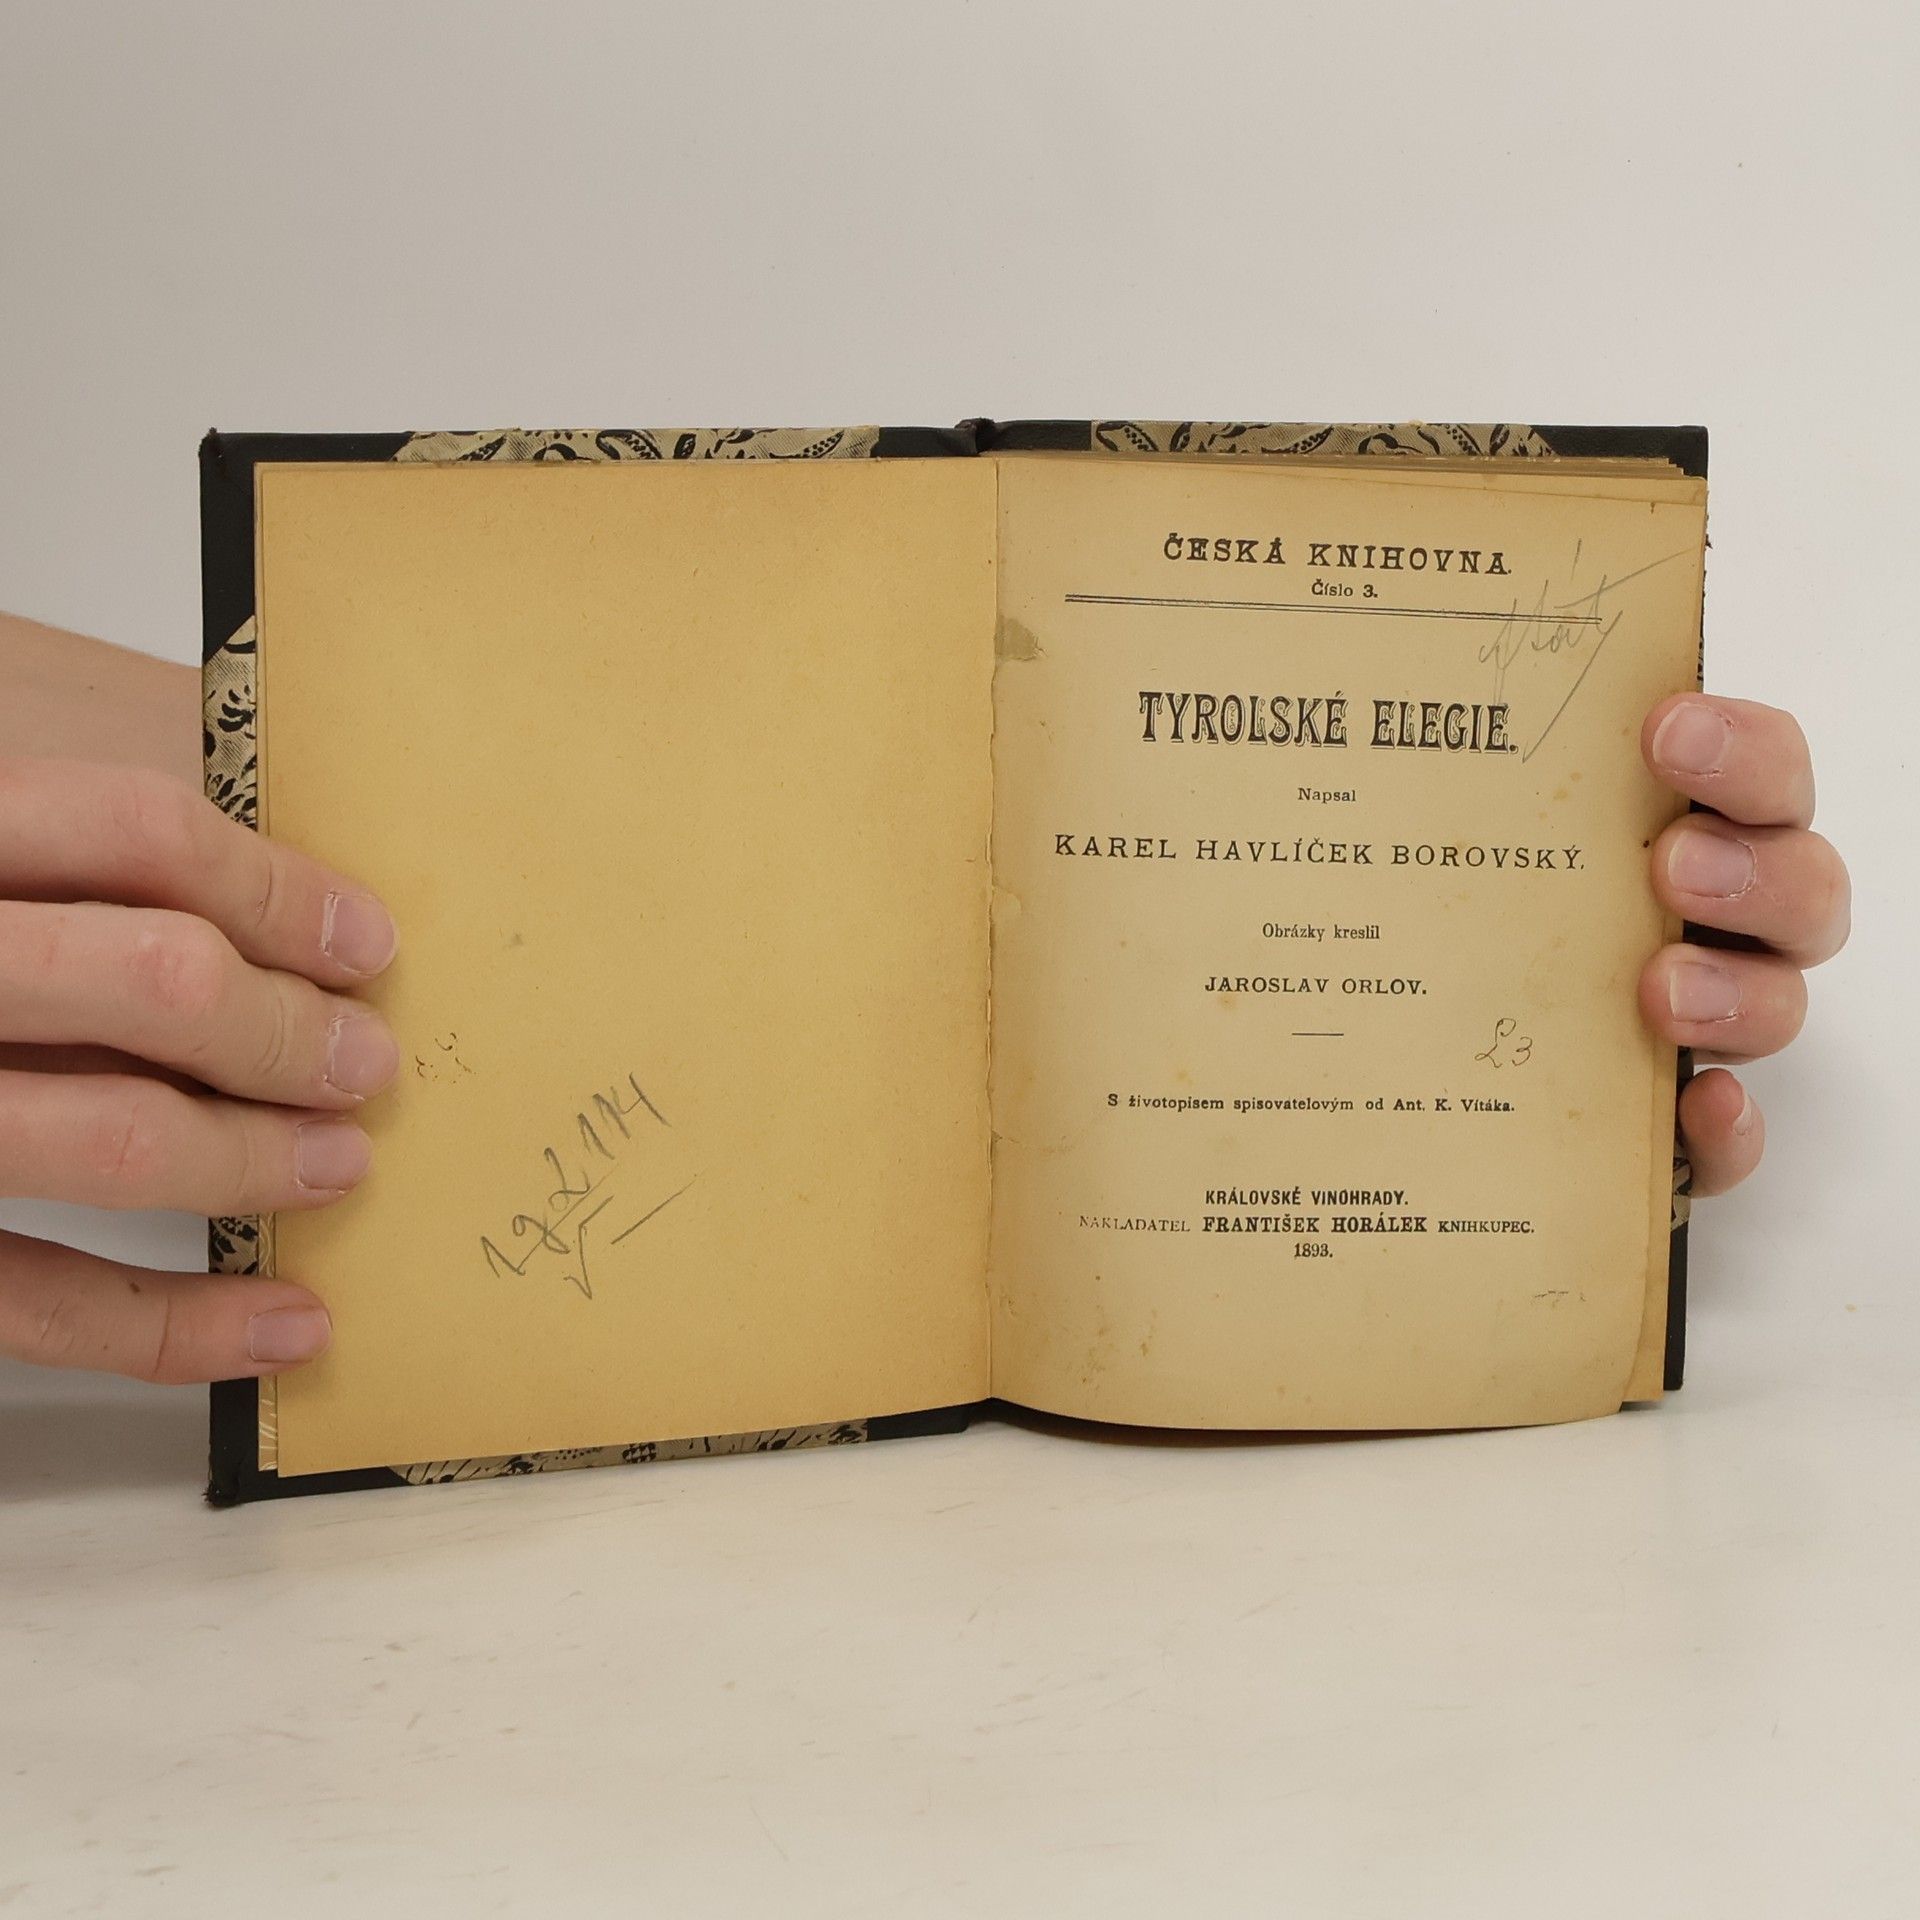 ČESKÁ KNIHOVNA.
Číslo 3.
TYROLSKÉ ELEGIE.
Napsal
KAREL HAVLÍČEK BOROVSKÝ.
Obrázky kreslil
JAROSLAV ORLOV.
S životopisem spisovatelovým od Ant. K. Vítáka.
KRÁLOVSKÉ VINOHRADY.
NAKLADATEL FRANTIŠEK HORÁLEK KNIHKUPEC.
1893.